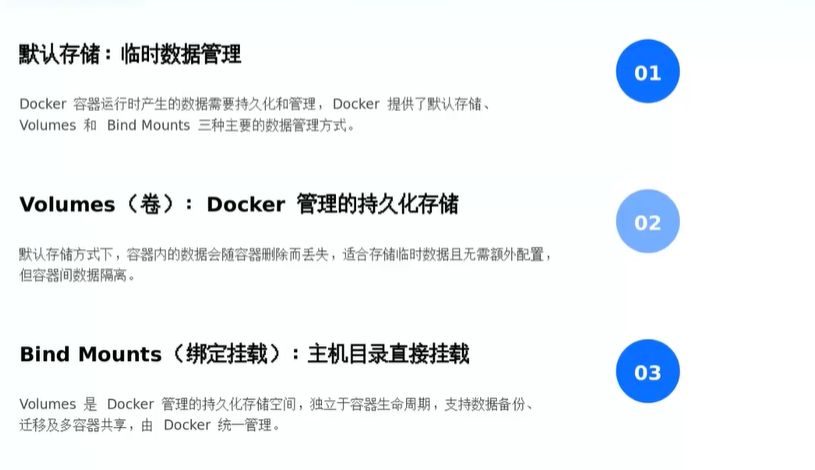 默认存储：临时数据管理
01
Docker 容器运行时产生的数据需要持久化和管理，Docker 提供了默认存储、
Volumes 和 Bind Mounts 三种主要的数据管理方式。
Volumes（卷）：Docker 管理的持久化存储
02
默认存储方式下，容器内的数据会随容器删除而丢失，适合存储临时数据且无需额外配置，
但容器间数据隔离。
Bind Mounts（绑定挂载）：主机目录直接挂载
03
Volumes 是 Docker 管理的持久化存储空间，独立于容器生命周期，支持数据备份、
迁移及多容器共享，由 Docker 统一管理。